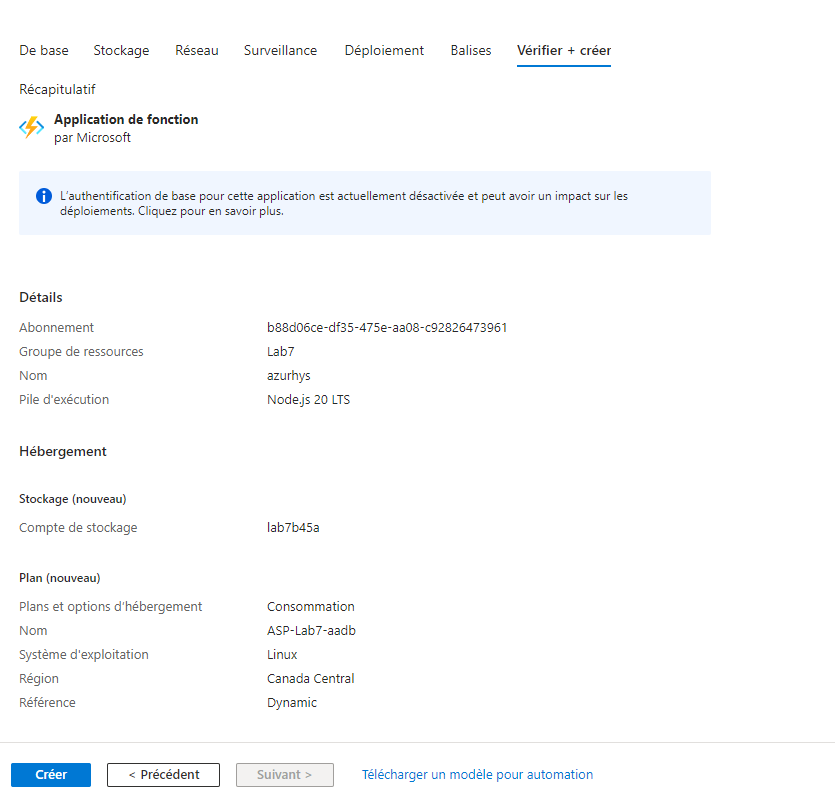 De base Stockage Réseau Surveillance Déploiement Balises Vérifier + créer
Récapitulatif
Application de fonction
par Microsoft
L'authentification de base pour cette application est actuellement désactivée et peut avoir un impact sur les
déploiements. Cliquez pour en savoir plus.
Détails
Abonnement b88d06ce-df35-475e-aa08-c92826473961
Groupe de ressources Lab7
Nom azurhys
Pile d'exécution Node.js 20 LTS
Hébergement
Stockage (nouveau)
Compte de stockage lab7b45a
Plan (nouveau)
Plans et options d'hébergement Consommation
Nom ASP-Lab7-aadb
Système d'exploitation Linux
Région Canada Central
Référence Dynamic
Créer < Précédent Suivant > Télécharger un modèle pour automation